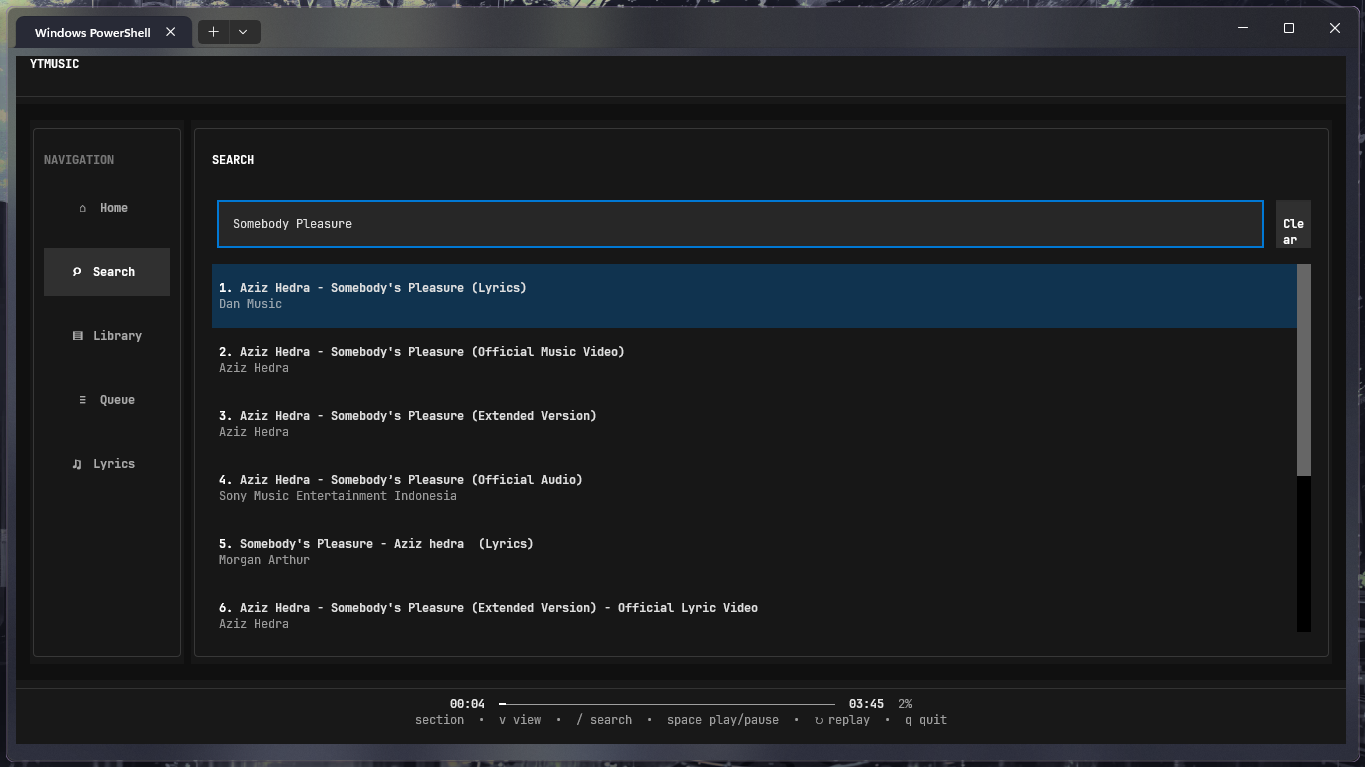 Windows PowerShell
YTMUSIC
NAVIGATION
⌂ Home
Search
Library
≡ Queue
♫ Lyrics
SEARCH
Somebody Pleasure
Cle
ar
1. Aziz Hedra - Somebody's Pleasure (Lyrics)
Dan Music
2. Aziz Hedra - Somebody's Pleasure (Official Music Video)
Aziz Hedra
3. Aziz Hedra - Somebody's Pleasure (Extended Version)
Aziz Hedra
4. Aziz Hedra - Somebody's Pleasure (Official Audio)
Sony Music Entertainment Indonesia
5. Somebody's Pleasure - Aziz hedra  (Lyrics)
Morgan Arthur
6. Aziz Hedra - Somebody's Pleasure (Extended Version) - Official Lyric Video
Aziz Hedra
00:04 03:45 2%
section • v view • / search • space play/pause • ↻ replay • q quit